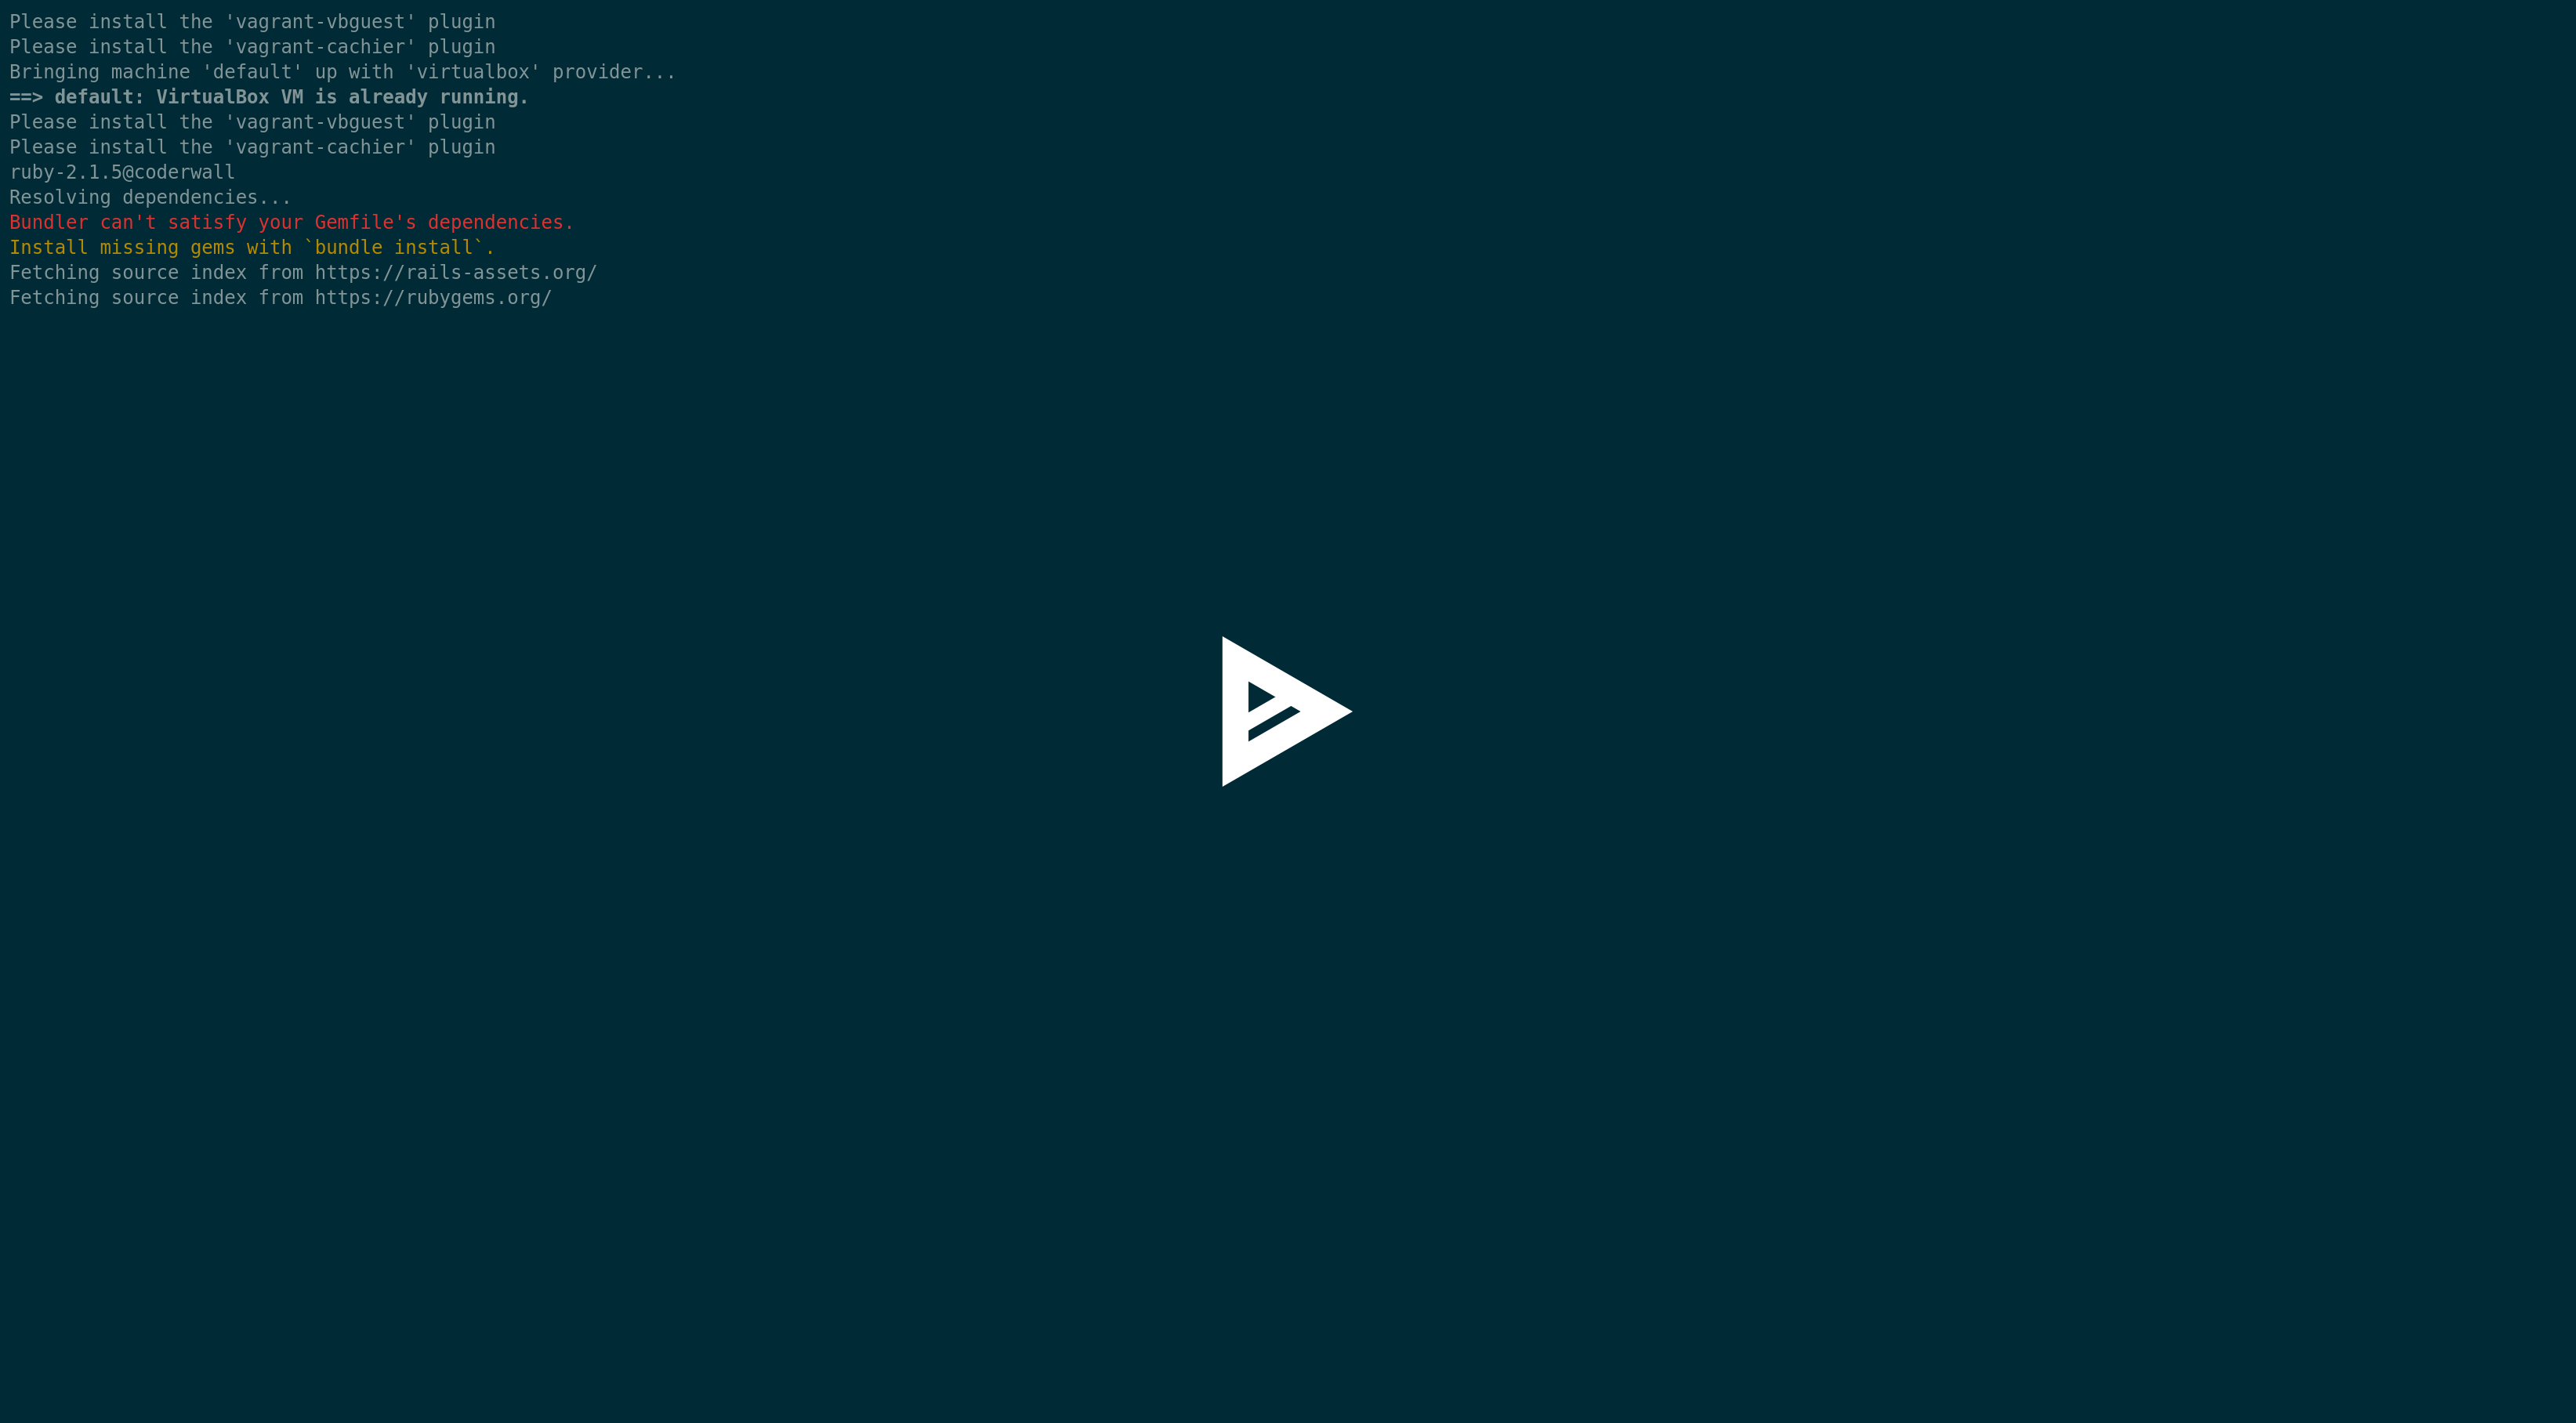 Please install the 'vagrant-vbguest' plugin
Please install the 'vagrant-cachier' plugin
Bringing machine 'default' up with 'virtualbox' provider...
==> default: VirtualBox VM is already running.
Please install the 'vagrant-vbguest' plugin
Please install the 'vagrant-cachier' plugin
ruby-2.1.5@coderwall
Resolving dependencies...
Bundler can't satisfy your Gemfile's dependencies.
Install missing gems with `bundle install`.
Fetching source index from https://rails-assets.org/
Fetching source index from https://rubygems.org/